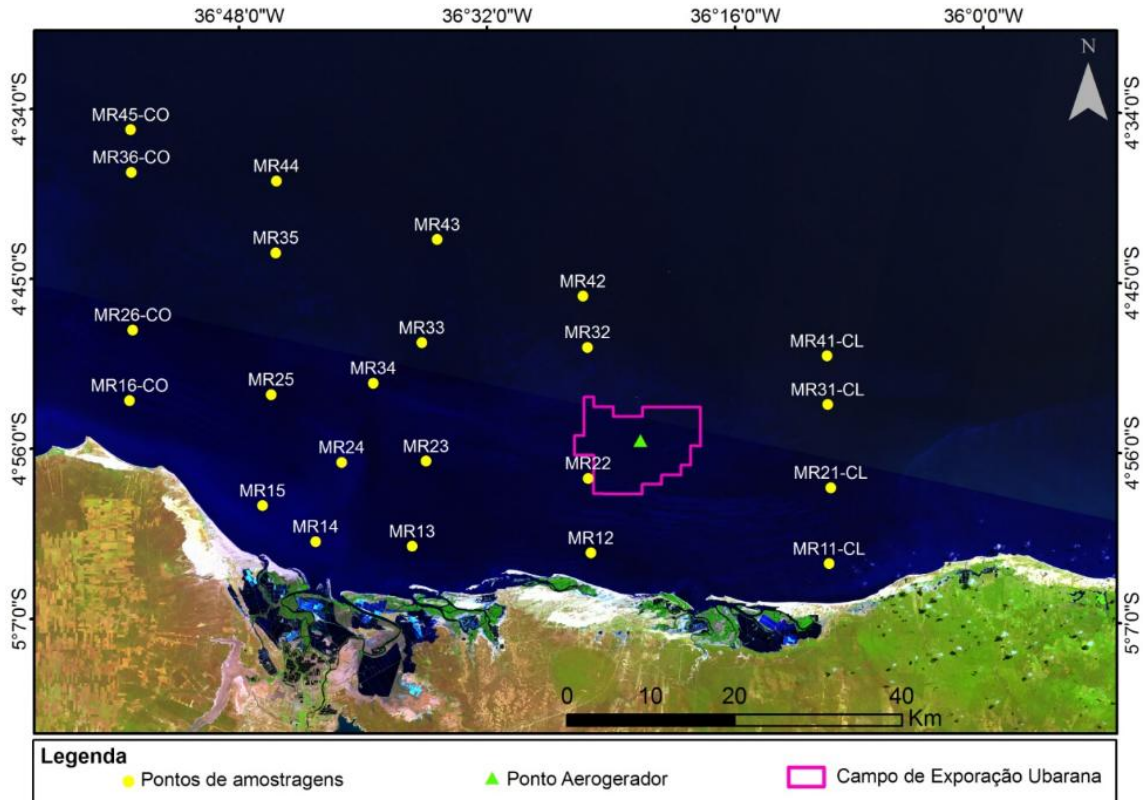 36°48'0"W 36°32'0"W 36°16'0"W 36°0'0"W
N
4°34'0"S 4°34'0"S
MR45-CO
MR36-CO
MR44
MR43
MR35
4°45'0"S 4°45'0"S
MR42
MR26-CO
MR33 MR32
MR41-CL
MR34
MR16-CO MR25
MR31-CL
4°56'0"S 4°56'0"S
MR24 MR23
MR22
MR21-CL
MR15
MR14 MR13 MR12
MR11-CL
5°7'0"S 5°7'0"S
0 10 20 40
Km
Legenda
Pontos de amostragens Ponto Aerogerador Campo de Exporação Ubarana